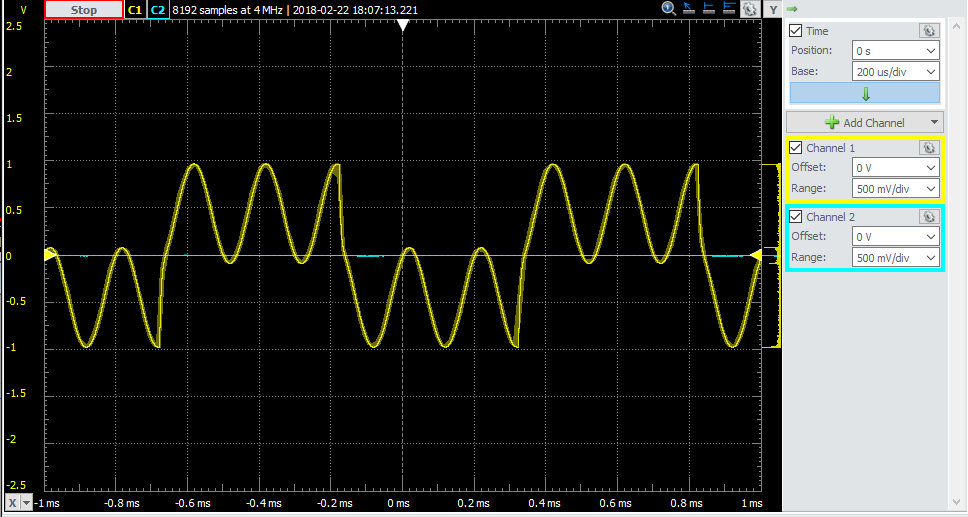 V Stop C1 C2 8192 samples at 4 MHz | 2018-02-22 18:07:13.221 Y
2.5
2
1.5
1
0.5
0
-0.5
-1
-1.5
-2
-2.5
X -1 ms -0.8 ms -0.6 ms -0.4 ms -0.2 ms 0 ms 0.2 ms 0.4 ms 0.6 ms 0.8 ms 1 ms
Time
Position: 0 s
Base: 200 us/div
Add Channel
Channel 1
Offset: 0 V
Range: 500 mV/div
Channel 2
Offset: 0 V
Range: 500 mV/div